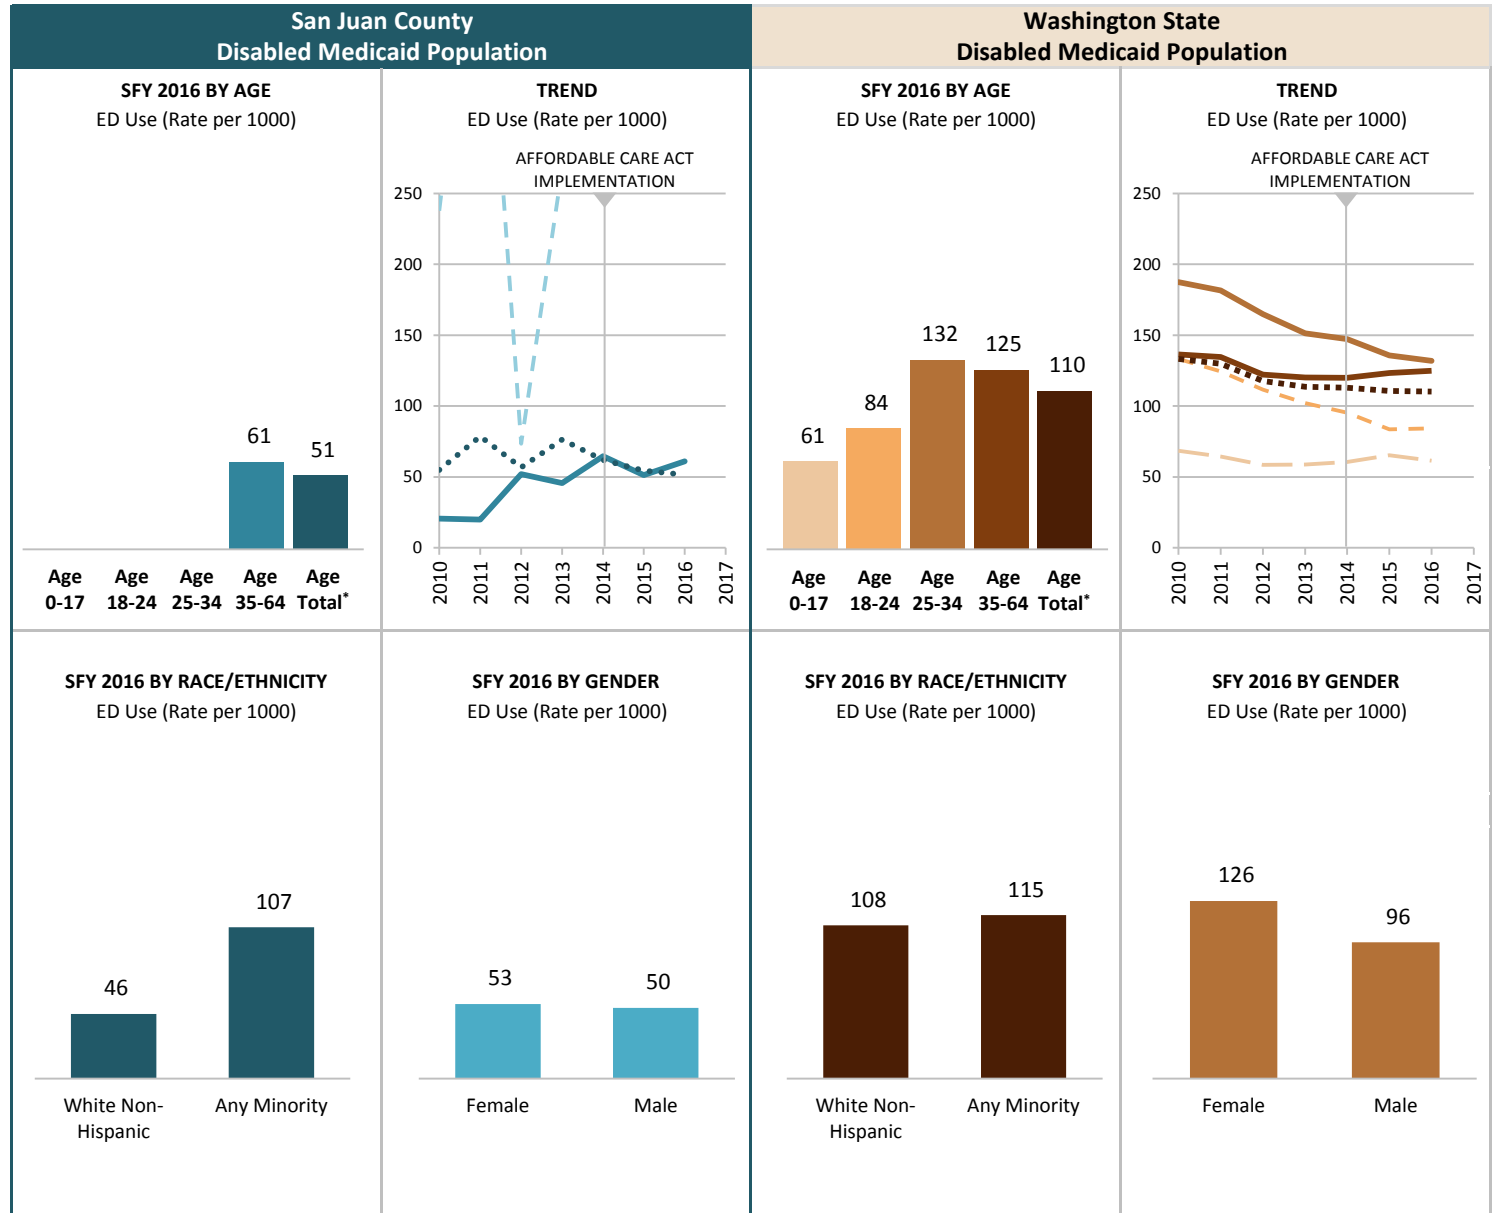 San Juan County
Disabled Medicaid Population
Washington State
Disabled Medicaid Population
SFY 2016 BY AGE
ED Use (Rate per 1000)
61
51
Age 0-17
Age 18-24
Age 25-34
Age 35-64
Age Total*
TREND
ED Use (Rate per 1000)
AFFORDABLE CARE ACT
IMPLEMENTATION
250
200
150
100
50
0
2010
2011
2012
2013
2014
2015
2016
2017
SFY 2016 BY AGE
ED Use (Rate per 1000)
61
84
132
125
110
Age 0-17
Age 18-24
Age 25-34
Age 35-64
Age Total*
TREND
ED Use (Rate per 1000)
AFFORDABLE CARE ACT
IMPLEMENTATION
250
200
150
100
50
0
2010
2011
2012
2013
2014
2015
2016
2017
SFY 2016 BY RACE/ETHNICITY
ED Use (Rate per 1000)
46
107
White Non-
Hispanic
Any Minority
SFY 2016 BY GENDER
ED Use (Rate per 1000)
53
50
Female
Male
SFY 2016 BY RACE/ETHNICITY
ED Use (Rate per 1000)
108
115
White Non-
Hispanic
Any Minority
SFY 2016 BY GENDER
ED Use (Rate per 1000)
126
96
Female
Male